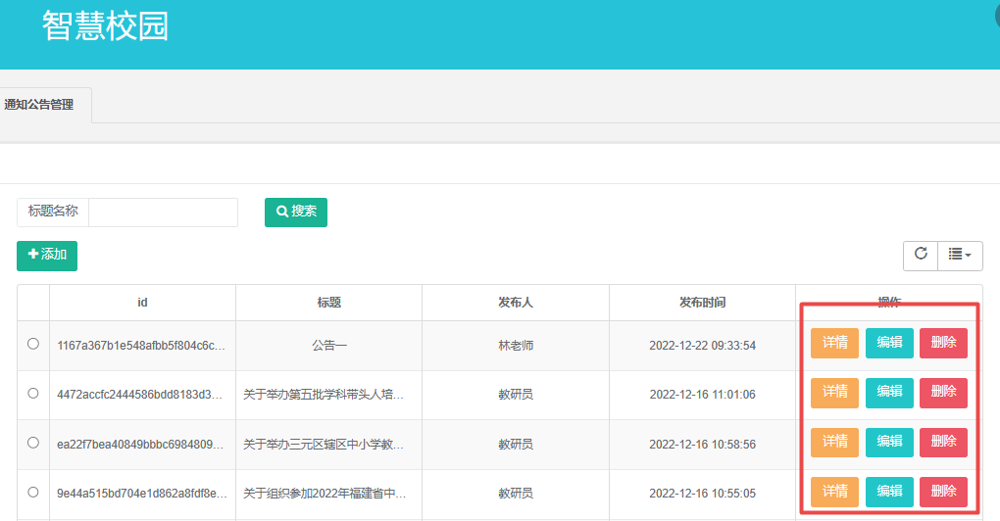 智慧校园
通知公告管理
标题名称 搜索
添加
id 标题 发布人 发布时间 操作
1167a367b1e548afbb5f804c6c... 公告一 林老师 2022-12-22 09:33:54 详情 编辑 删除
4472accfc2444586bdd8183d3... 关于举办第五批学科带头人培... 教研员 2022-12-16 11:01:06 详情 编辑 删除
ea22f7bea40849bbbc6984809... 关于举办三元区辖区中小学教... 教研员 2022-12-16 10:58:56 详情 编辑 删除
9e44a515bd704e1d862a8fdf8e... 关于组织参加2022年福建省中... 教研员 2022-12-16 10:55:05 详情 编辑 删除